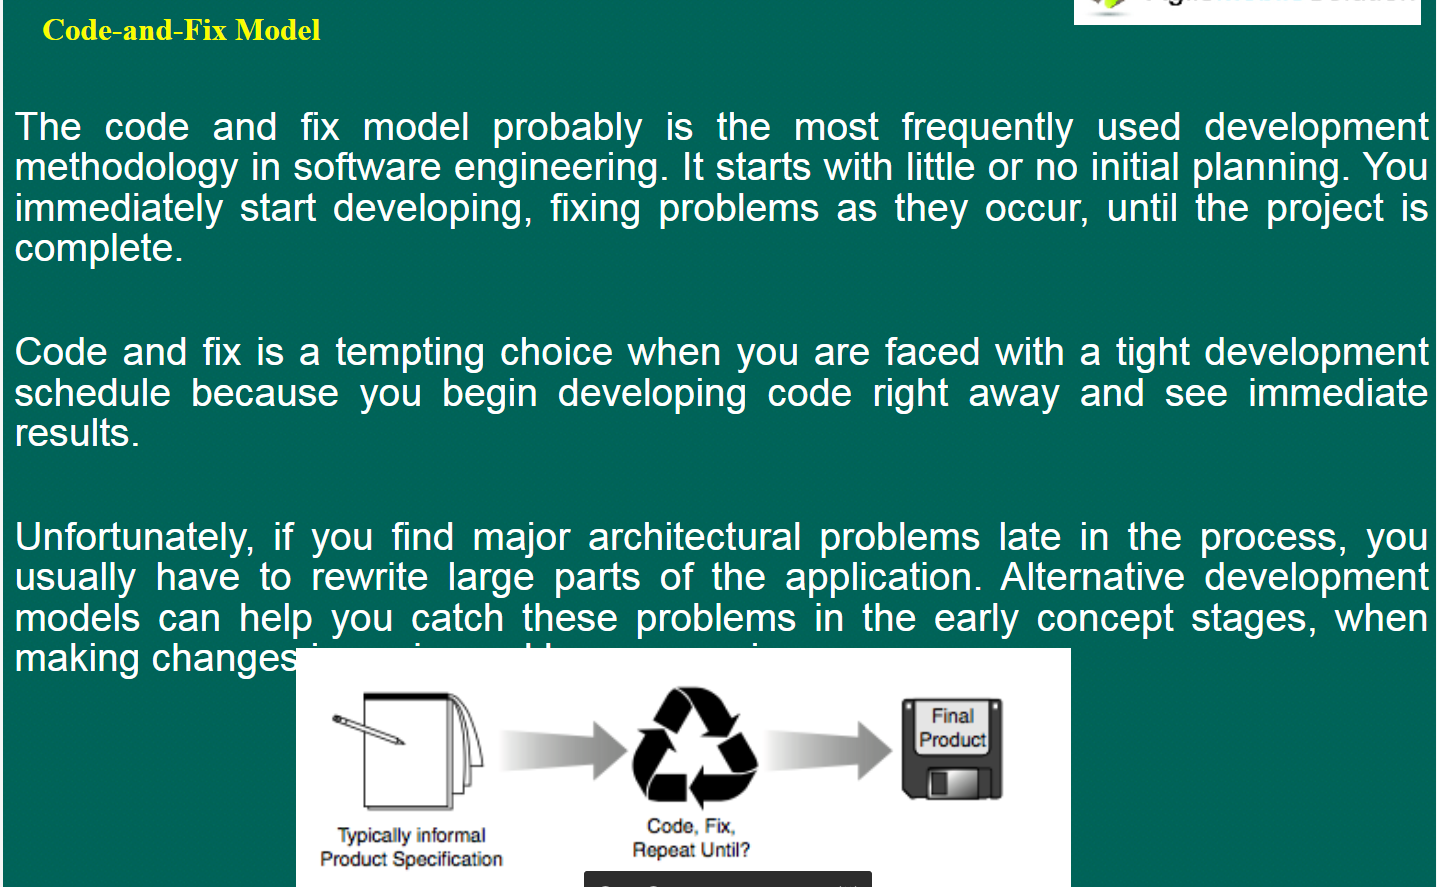 Code-and-Fix Model
The code and fix model probably is the most frequently used development
methodology in software engineering. It starts with little or no initial planning. You
immediately start developing, fixing problems as they occur, until the project is
complete.
Code and fix is a tempting choice when you are faced with a tight development
schedule because you begin developing code right away and see immediate
results.
Unfortunately, if you find major architectural problems late in the process, you
usually have to rewrite large parts of the application. Alternative development
models can help you catch these problems in the early concept stages, when
making changes
Final
Product
Typically informal
Product Specification
Code, Fix,
Repeat Until?